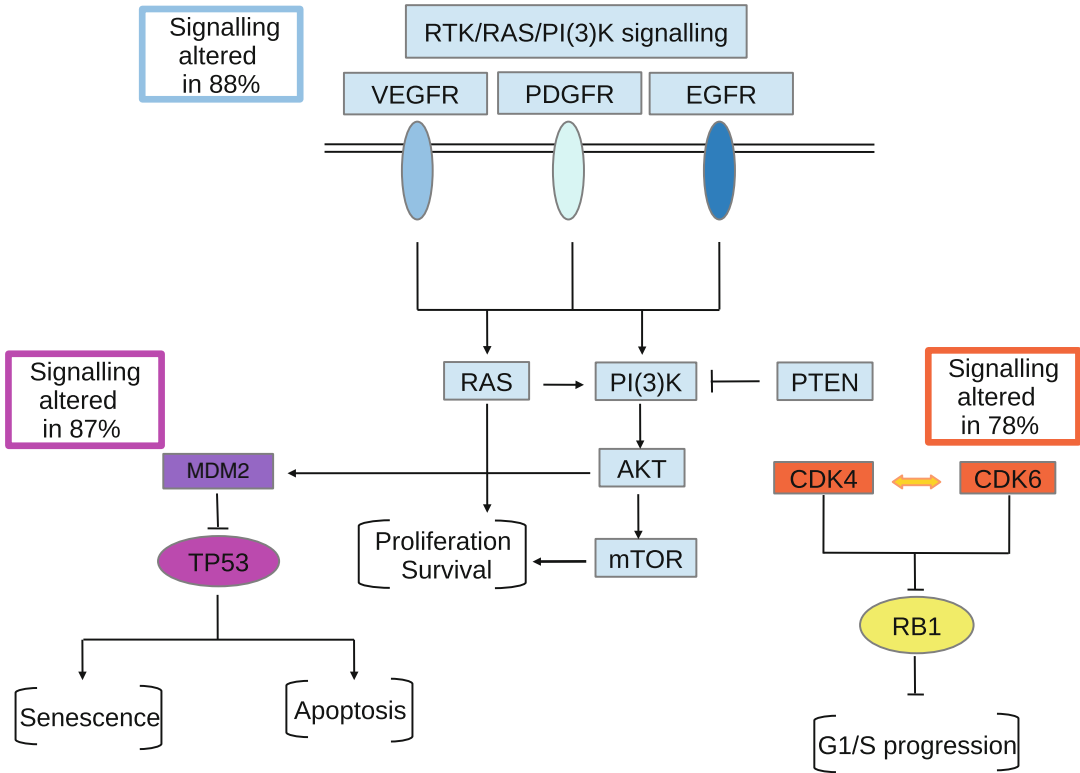 Signalling
altered
in 88%
RTK/RAS/PI(3)K signalling
VEGFR
PDGFR
EGFR
Signalling
altered
in 87%
RAS
PI(3)K
PTEN
Signalling
altered
in 78%
MDM2
AKT
CDK4
CDK6
TP53
Proliferation
Survival
mTOR
RB1
Senescence
Apoptosis
G1/S progression